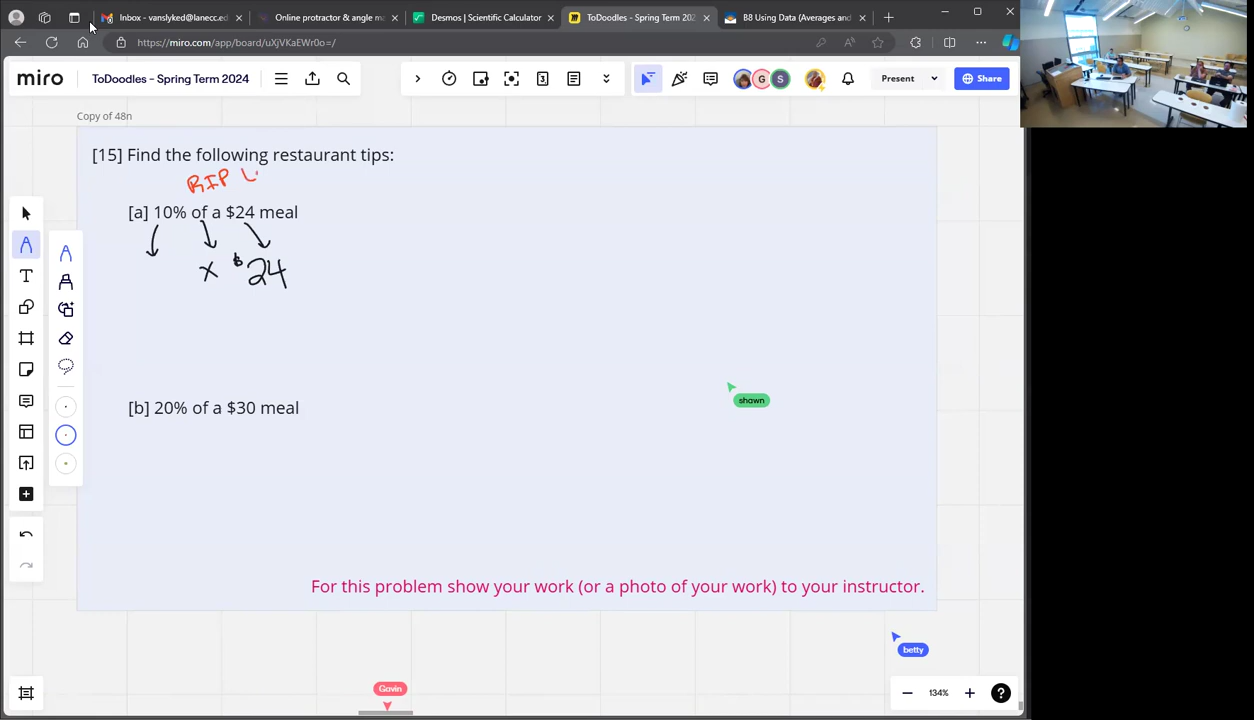 Inbox - vanslyked@lanecc.ed
Online protractor & angle me
Desmos | Scientific Calculator
ToDoodles - Spring Term 202
B8 Using Data (Averages and
https://miro.com/app/board/uXjVKaEWr0o=/
miro
ToDoodles - Spring Term 2024
3
G
S
Present
Share
Copy of 48n
[15] Find the following restaurant tips:
RIP
[a] 10% of a $24 meal
x $24
[b] 20% of a $30 meal
shawn
For this problem show your work (or a photo of your work) to your instructor.
betty
Gavin
134%